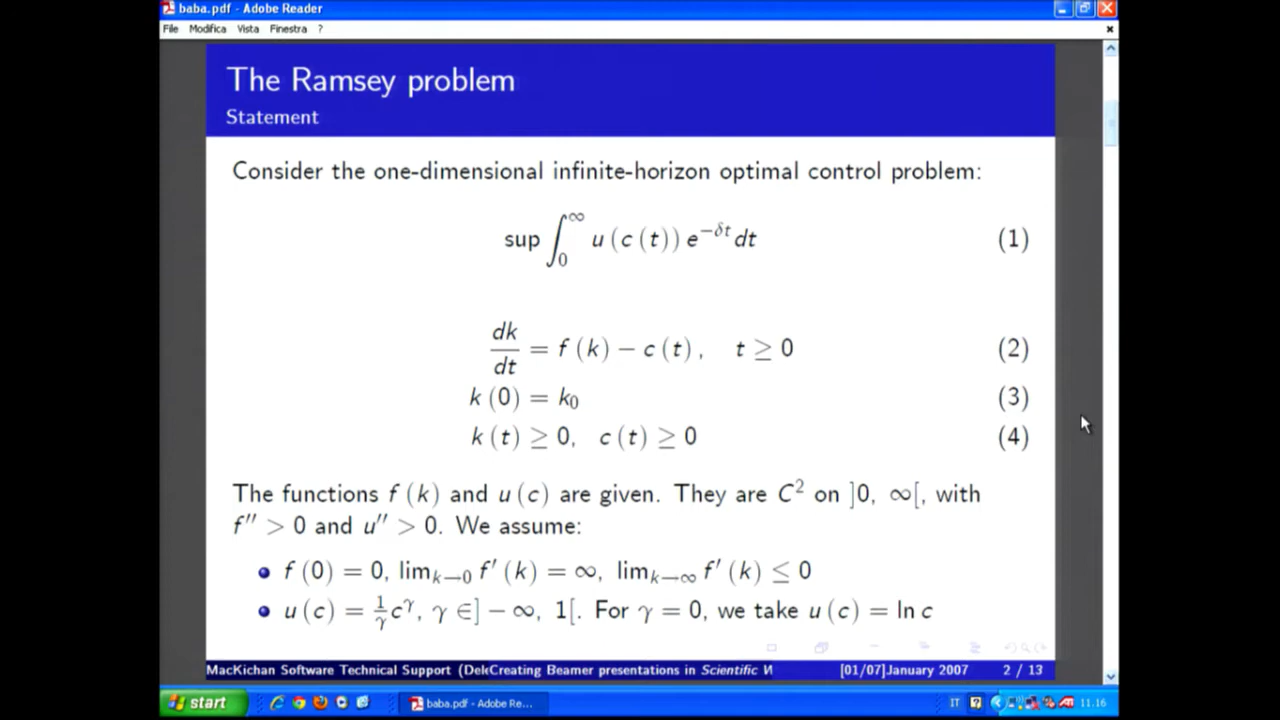 baba.pdf - Adobe Reader
File Modifica Vista Finestra ?
The Ramsey problem
Statement
Consider the one-dimensional infinite-horizon optimal control problem:
sup ∫₀^∞ u (c (t)) e^{−δt} dt (1)
dk/dt = f (k) − c (t) , t ≥ 0 (2)
k (0) = k₀ (3)
k (t) ≥ 0, c (t) ≥ 0 (4)
The functions f (k) and u (c) are given. They are C² on ]0, ∞[, with
f″ > 0 and u″ > 0. We assume:
f (0) = 0, lim_{k→0} f′ (k) = ∞, lim_{k→∞} f′ (k) ≤ 0
u (c) = 1/γ c^γ, γ ∈] − ∞, 1[. For γ = 0, we take u (c) = ln c
MacKichan Software Technical Support (Creating Beamer presentations in Scientific [01/07]January 2007 2 / 13
start baba.pdf - Adobe Re... IT 11.16